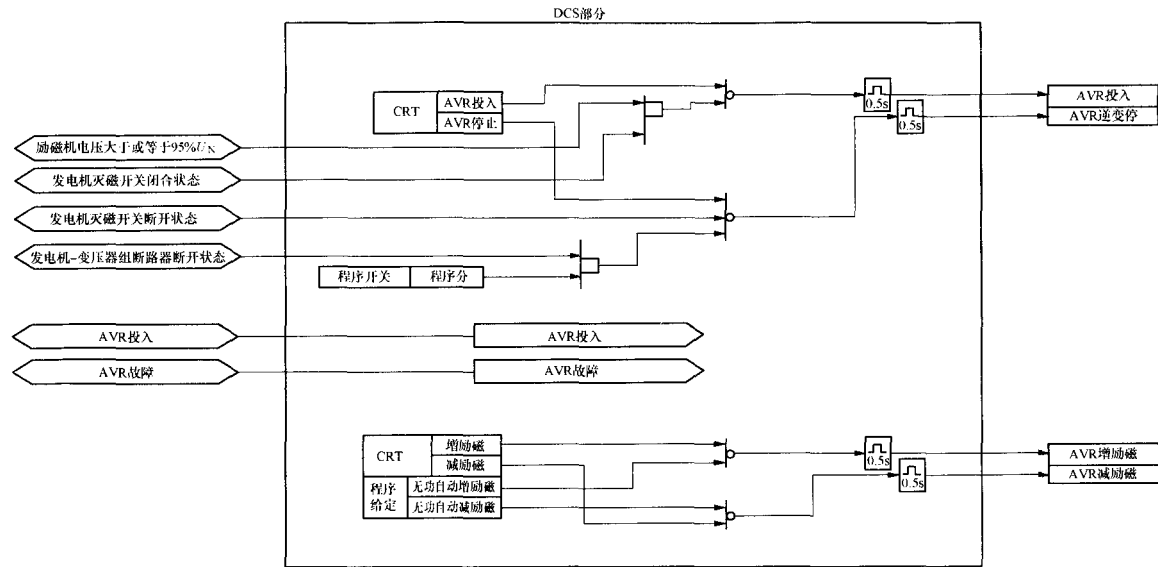 DCS部分
CRT
AVR投入
AVR停止
0.5s
0.5s
AVR投入
AVR逆变停
励磁机电压大于或等于95%UN
发电机灭磁开关闭合状态
发电机灭磁开关断开状态
发电机-变压器组断路器断开状态
程序开关
程序分
AVR投入
AVR投入
AVR故障
AVR故障
CRT
增励磁
减励磁
程序
给定
无功自动增励磁
无功自动减励磁
0.5s
0.5s
AVR增励磁
AVR减励磁